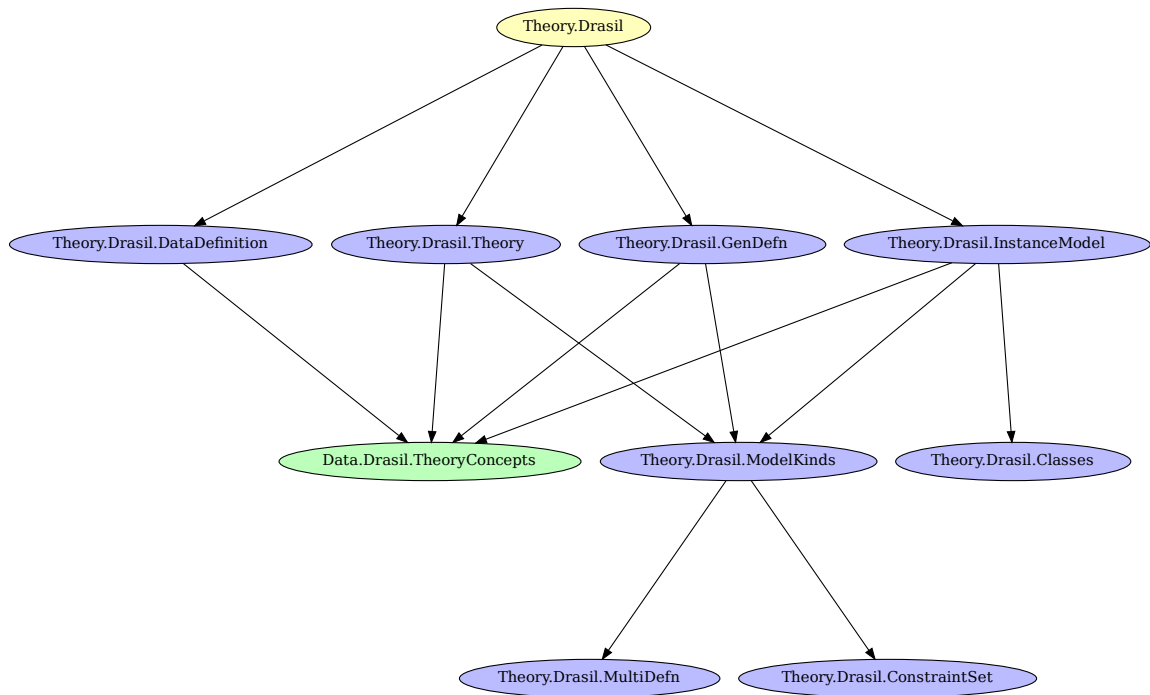 Theory.Drasil
Theory.Drasil.DataDefinition
Theory.Drasil.Theory
Theory.Drasil.GenDefn
Theory.Drasil.InstanceModel
Data.Drasil.TheoryConcepts
Theory.Drasil.ModelKinds
Theory.Drasil.Classes
Theory.Drasil.MultiDefn
Theory.Drasil.ConstraintSet